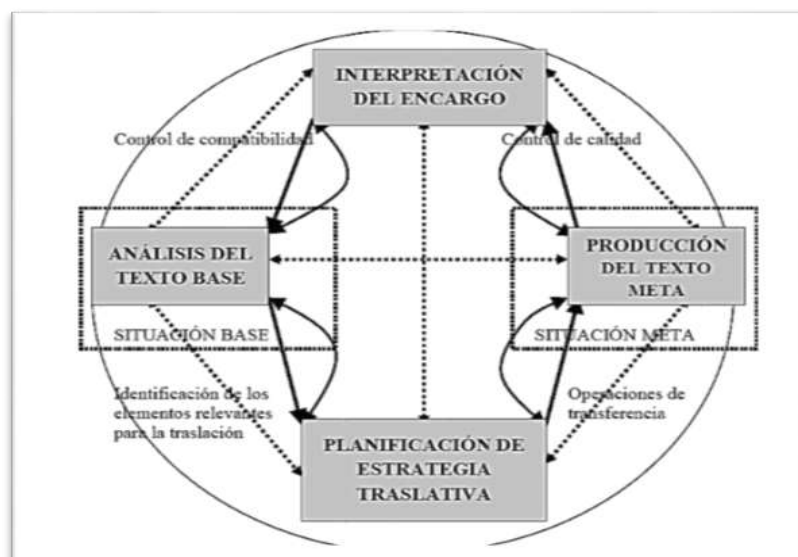 INTERPRETACIÓN
DEL ENCARGO
Control de compatibilidad
Control de calidad
ANÁLISIS DEL
TEXTO BASE
PRODUCCIÓN
DEL TEXTO
META
SITUACIÓN BASE
SITUACIÓN META
Identificación de los
elementos relevantes
para la traslación
Operaciones de
transferencia
PLANIFICACIÓN DE
ESTRATEGIA
TRASLATIVA